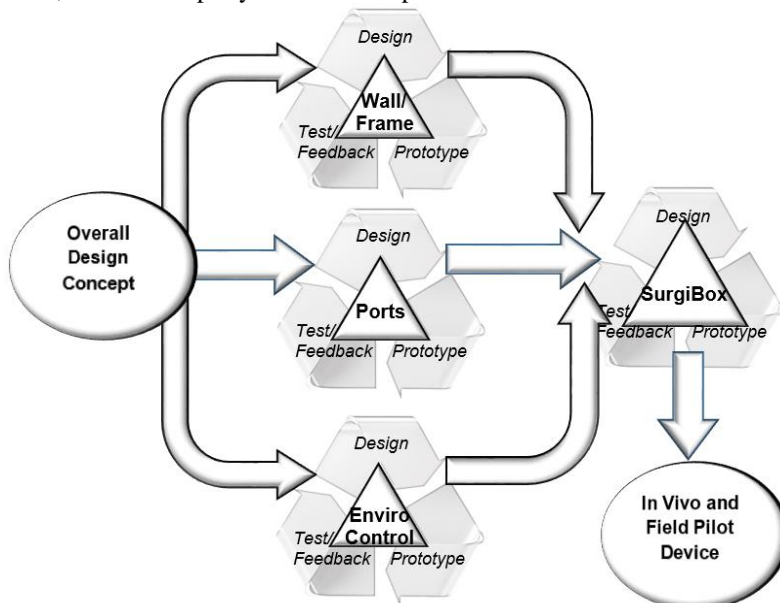 Design
Wall/
Frame
Test/
Feedback
Prototype
Overall
Design
Concept
Design
Ports
Test/
Feedback
Prototype
Design
SurgiBox
Test/
Feedback
Prototype
Design
Enviro
Control
Test/
Feedback
Prototype
In Vivo and
Field Pilot
Device